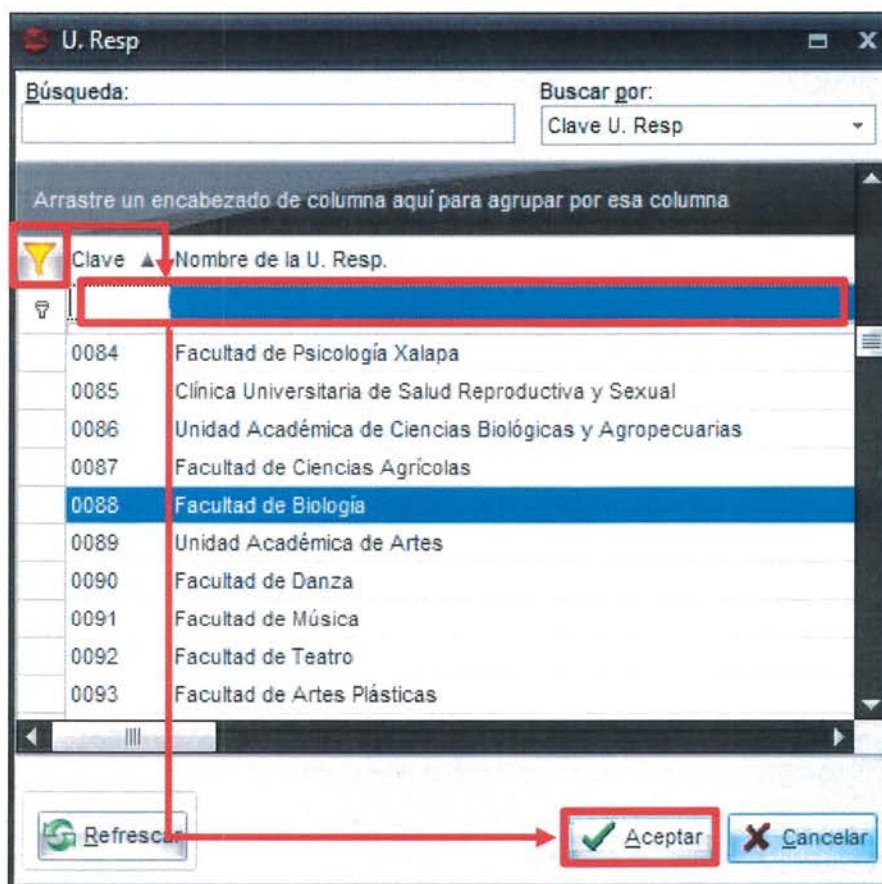 U. Resp
Búsqueda: Buscar por:
Clave U. Resp
Arrastre un encabezado de columna aquí para agrupar por esa columna
Clave Nombre de la U. Resp.
0084 Facultad de Psicología Xalapa
0085 Clínica Universitaria de Salud Reproductiva y Sexual
0086 Unidad Académica de Ciencias Biológicas y Agropecuarias
0087 Facultad de Ciencias Agrícolas
0088 Facultad de Biología
0089 Unidad Académica de Artes
0090 Facultad de Danza
0091 Facultad de Música
0092 Facultad de Teatro
0093 Facultad de Artes Plásticas
Refrescar Aceptar Cancelar